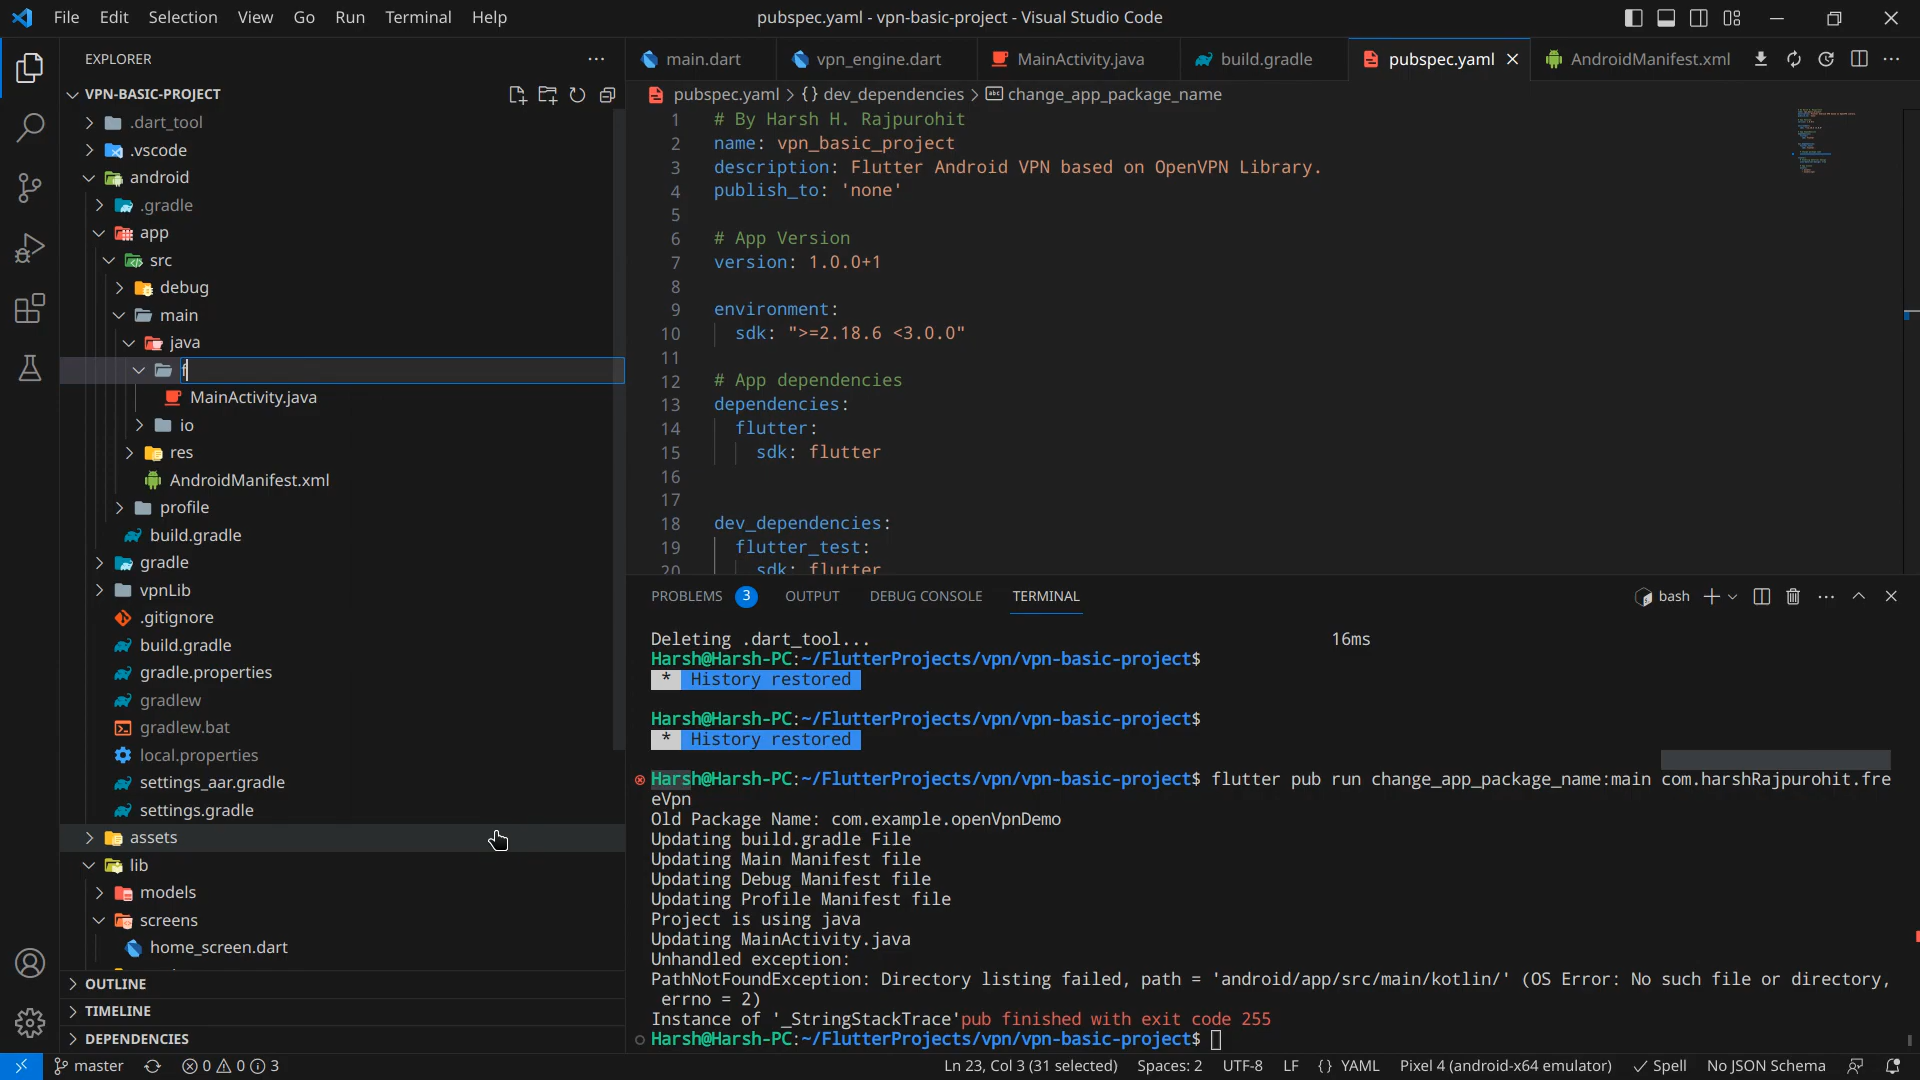 File Edit Selection View Go Run Terminal Help
pubspec.yaml - vpn-basic-project - Visual Studio Code
EXPLORER
VPN-BASIC-PROJECT
.dart_tool
.vscode
android
.gradle
app
src
debug
main
java
f
MainActivity.java
io
res
AndroidManifest.xml
profile
build.gradle
gradle
vpnLib
.gitignore
build.gradle
gradle.properties
gradlew
gradlew.bat
local.properties
settings_aar.gradle
settings.gradle
assets
lib
models
screens
home_screen.dart
OUTLINE
TIMELINE
DEPENDENCIES
main.dart vpn_engine.dart MainActivity.java build.gradle pubspec.yaml AndroidManifest.xml
pubspec.yaml > {} dev_dependencies > abc change_app_package_name
1 # By Harsh H. Rajpurohit
2 name: vpn_basic_project
3 description: Flutter Android VPN based on OpenVPN Library.
4 publish_to: 'none'
5
6 # App Version
7 version: 1.0.0+1
8
9 environment:
10 sdk: ">=2.18.6 <3.0.0"
11
12 # App dependencies
13 dependencies:
14 flutter:
15 sdk: flutter
16
17
18 dev_dependencies:
19 flutter_test:
20 sdk: flutter
PROBLEMS 3 OUTPUT DEBUG CONSOLE TERMINAL
bash
Deleting .dart_tool... 16ms
Harsh@Harsh-PC:~/FlutterProjects/vpn/vpn-basic-project$
* History restored
Harsh@Harsh-PC:~/FlutterProjects/vpn/vpn-basic-project$
* History restored
Harsh@Harsh-PC:~/FlutterProjects/vpn/vpn-basic-project$ flutter pub run change_app_package_name:main com.harshRajpurohit.fre
eVpn
Old Package Name: com.example.openVpnDemo
Updating build.gradle File
Updating Main Manifest file
Updating Debug Manifest file
Updating Profile Manifest file
Project is using java
Updating MainActivity.java
Unhandled exception:
PathNotFoundException: Directory listing failed, path = 'android/app/src/main/kotlin/' (OS Error: No such file or directory,
errno = 2)
Instance of '_StringStackTrace'pub finished with exit code 255
Harsh@Harsh-PC:~/FlutterProjects/vpn/vpn-basic-project$
master 0 0 3 Ln 23, Col 3 (31 selected) Spaces: 2 UTF-8 LF {} YAML Pixel 4 (android-x64 emulator) Spell No JSON Schema